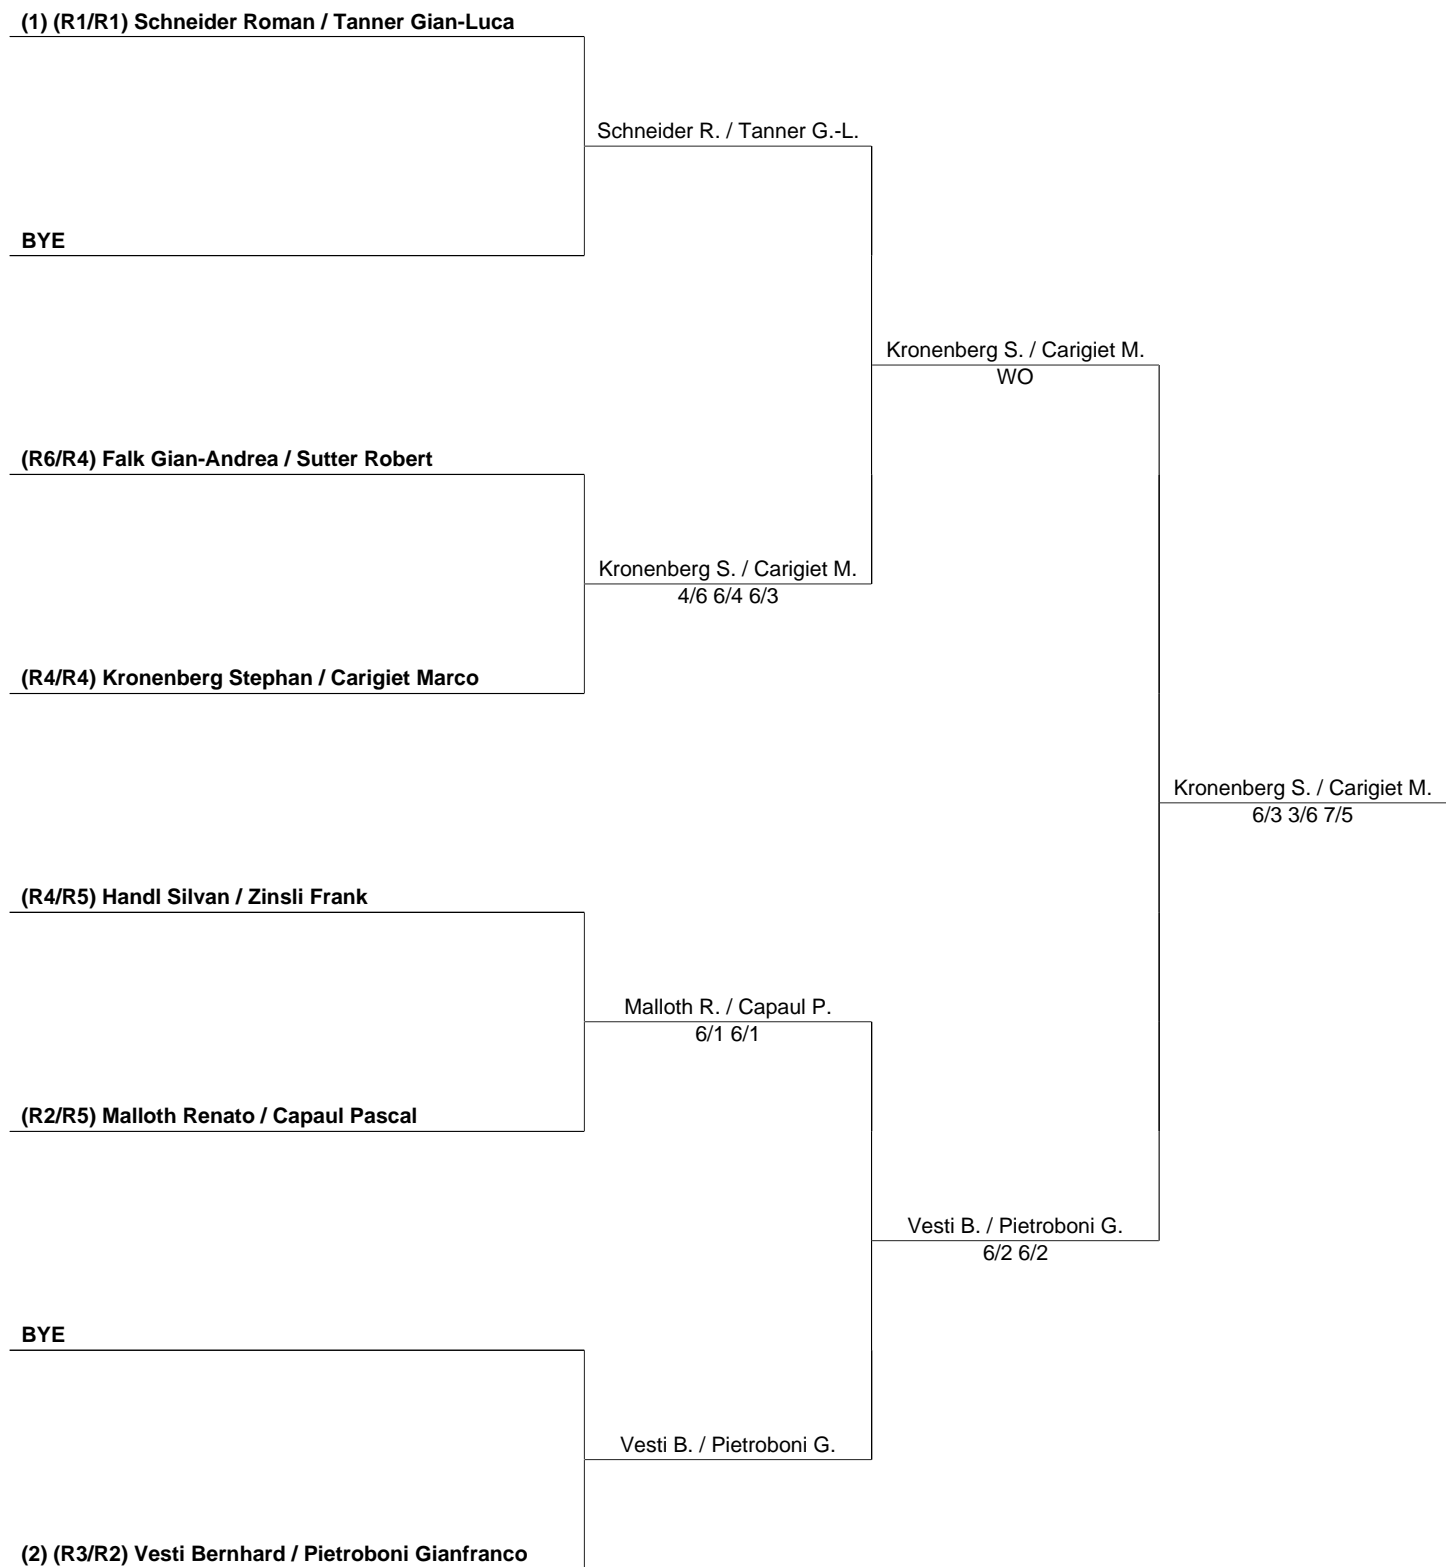 (1) (R1/R1) Schneider Roman / Tanner Gian-Luca
Schneider R. / Tanner G.-L.
BYE
Kronenberg S. / Carigiet M.
WO
(R6/R4) Falk Gian-Andrea / Sutter Robert
Kronenberg S. / Carigiet M.
4/6 6/4 6/3
(R4/R4) Kronenberg Stephan / Carigiet Marco
Kronenberg S. / Carigiet M.
6/3 3/6 7/5
(R4/R5) Handl Silvan / Zinsli Frank
Malloth R. / Capaul P.
6/1 6/1
(R2/R5) Malloth Renato / Capaul Pascal
Vesti B. / Pietroboni G.
6/2 6/2
BYE
Vesti B. / Pietroboni G.
(2) (R3/R2) Vesti Bernhard / Pietroboni Gianfranco